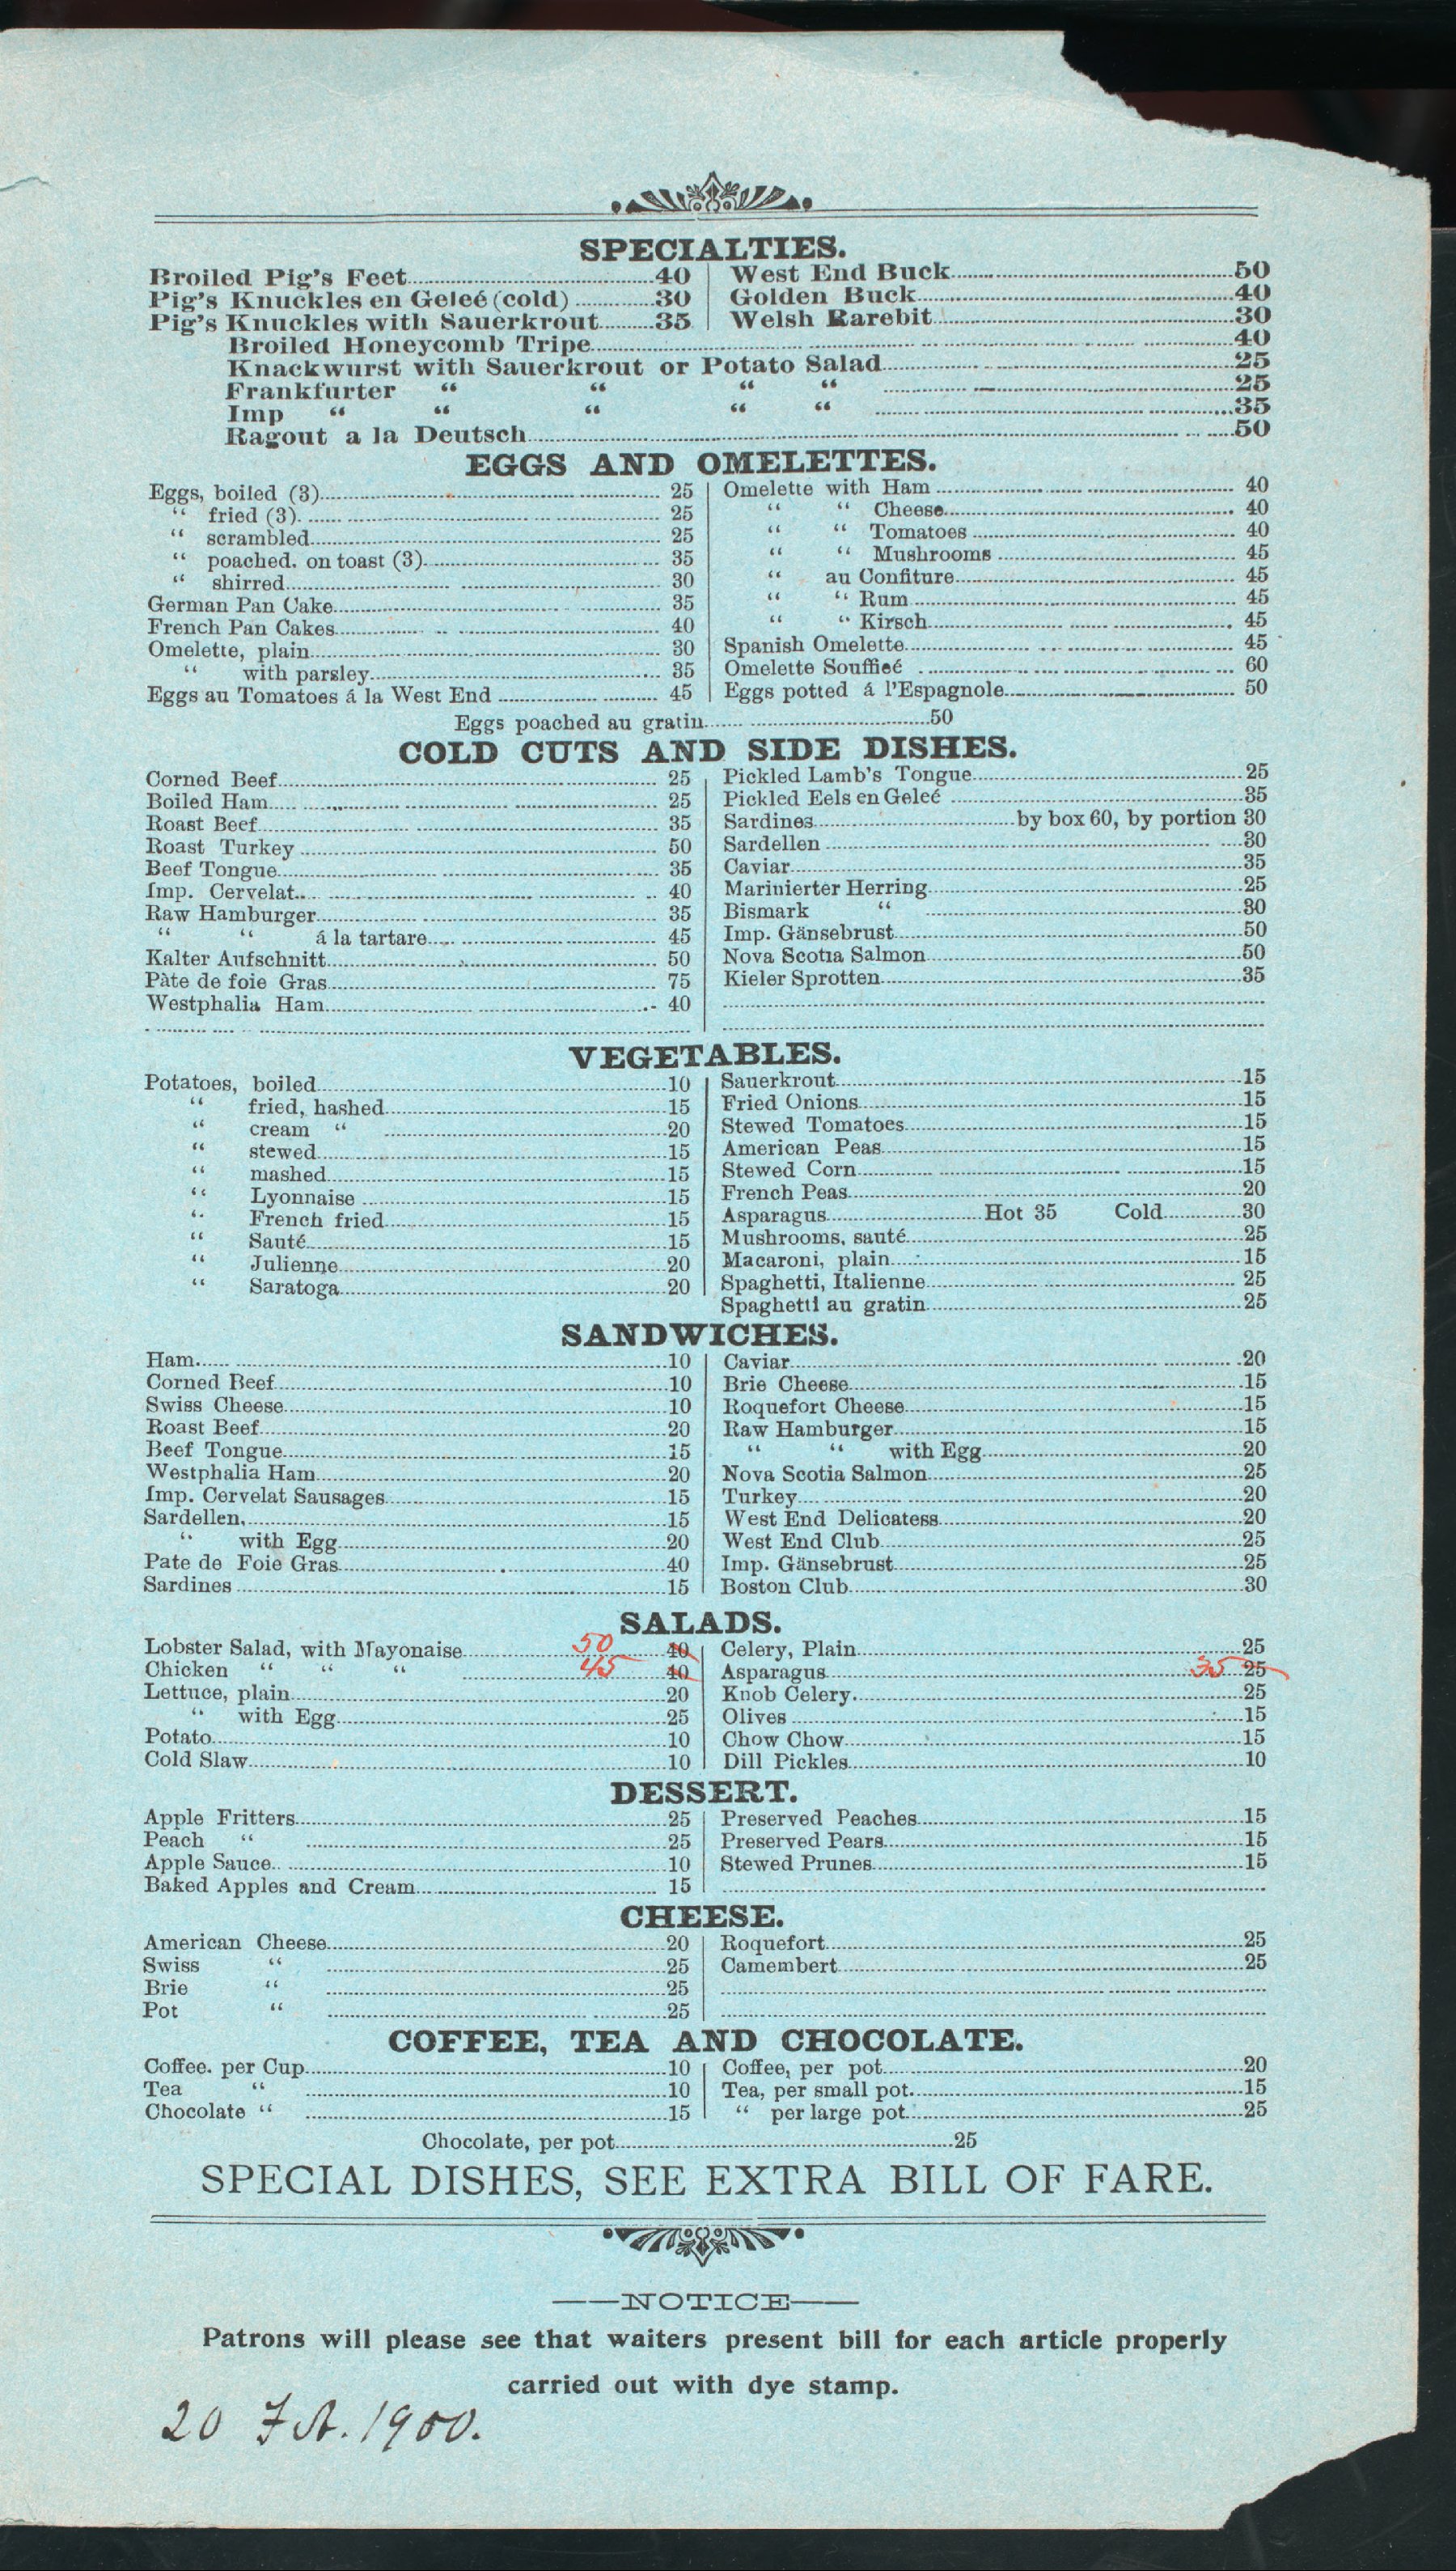 SPECIALTIES.
Broiled Pig's Feet 40
Pig's Knuckles en Geleé (cold) 30
Pig's Knuckles with Sauerkrout 35
West End Buck 50
Golden Buck 40
Welsh Rarebit 30
Broiled Honeycomb Tripe 40
Knackwurst with Sauerkrout or Potato Salad 25
Frankfurter “ “ “ “ 25
Imp “ “ “ “ “ 35
Ragout a la Deutsch 50
EGGS AND OMELETTES.
Eggs, boiled (3) 25
“ fried (3) 25
“ scrambled 25
“ poached. on toast (3) 35
“ shirred 30
German Pan Cake 35
French Pan Cakes 40
Omelette, plain 30
“ with parsley 35
Eggs au Tomatoes á la West End 45
Omelette with Ham 40
“ “ Cheese 40
“ “ Tomatoes 40
“ “ Mushrooms 45
“ au Confiture 45
“ “ Rum 45
“ “ Kirsch 45
Spanish Omelette 45
Omelette Souffleé 60
Eggs potted á l'Espagnole 50
Eggs poached au gratin 50
COLD CUTS AND SIDE DISHES.
Corned Beef 25
Boiled Ham 25
Roast Beef 35
Roast Turkey 50
Beef Tongue 35
Imp. Cervelat 40
Raw Hamburger 35
“ “ á la tartare 45
Kalter Aufschnitt 50
Pàte de foie Gras 75
Westphalia Ham 40
Pickled Lamb's Tongue 25
Pickled Eels en Geleé 35
Sardines by box 60, by portion 30
Sardellen 30
Caviar 35
Marinierter Herring 25
Bismark “ 30
Imp. Gänsebrust 50
Nova Scotia Salmon 50
Kieler Sprotten 35
VEGETABLES.
Potatoes, boiled 10
“ fried, hashed 15
“ cream “ 20
“ stewed 15
“ mashed 15
“ Lyonnaise 15
“ French fried 15
“ Sauté 15
“ Julienne 20
“ Saratoga 20
Sauerkrout 15
Fried Onions 15
Stewed Tomatoes 15
American Peas 15
Stewed Corn 15
French Peas 20
Asparagus Hot 35 Cold 30
Mushrooms, sauté 25
Macaroni, plain 15
Spaghetti, Italienne 25
Spaghetti au gratin 25
SANDWICHES.
Ham 10
Corned Beef 10
Swiss Cheese 10
Roast Beef 20
Beef Tongue 15
Westphalia Ham 20
Imp. Cervelat Sausages 15
Sardellen, 15
“ with Egg 20
Pate de Foie Gras 40
Sardines 15
Caviar 20
Brie Cheese 15
Roquefort Cheese 15
Raw Hamburger 15
“ “ with Egg 20
Nova Scotia Salmon 25
Turkey 20
West End Delicatess 20
West End Club 25
Imp. Gänsebrust 25
Boston Club 30
SALADS.
Lobster Salad, with Mayonaise 50 40
Chicken “ “ “ 45 40
Lettuce, plain 20
“ with Egg 25
Potato 10
Cold Slaw 10
Celery, Plain 25
Asparagus 35 25
Knob Celery. 25
Olives 15
Chow Chow 15
Dill Pickles 10
DESSERT.
Apple Fritters 25
Peach “ 25
Apple Sauce 10
Baked Apples and Cream 15
Preserved Peaches 15
Preserved Pears 15
Stewed Prunes 15
CHEESE.
American Cheese 20
Swiss “ 25
Brie “ 25
Pot “ 25
Roquefort 25
Camembert 25
COFFEE, TEA AND CHOCOLATE.
Coffee. per Cup 10
Tea “ 10
Chocolate “ 15
Coffee, per pot 20
Tea, per small pot. 15
“ per large pot 25
Chocolate, per pot 25
SPECIAL DISHES, SEE EXTRA BILL OF FARE.
NOTICE
Patrons will please see that waiters present bill for each article properly
carried out with dye stamp.
20 1900.